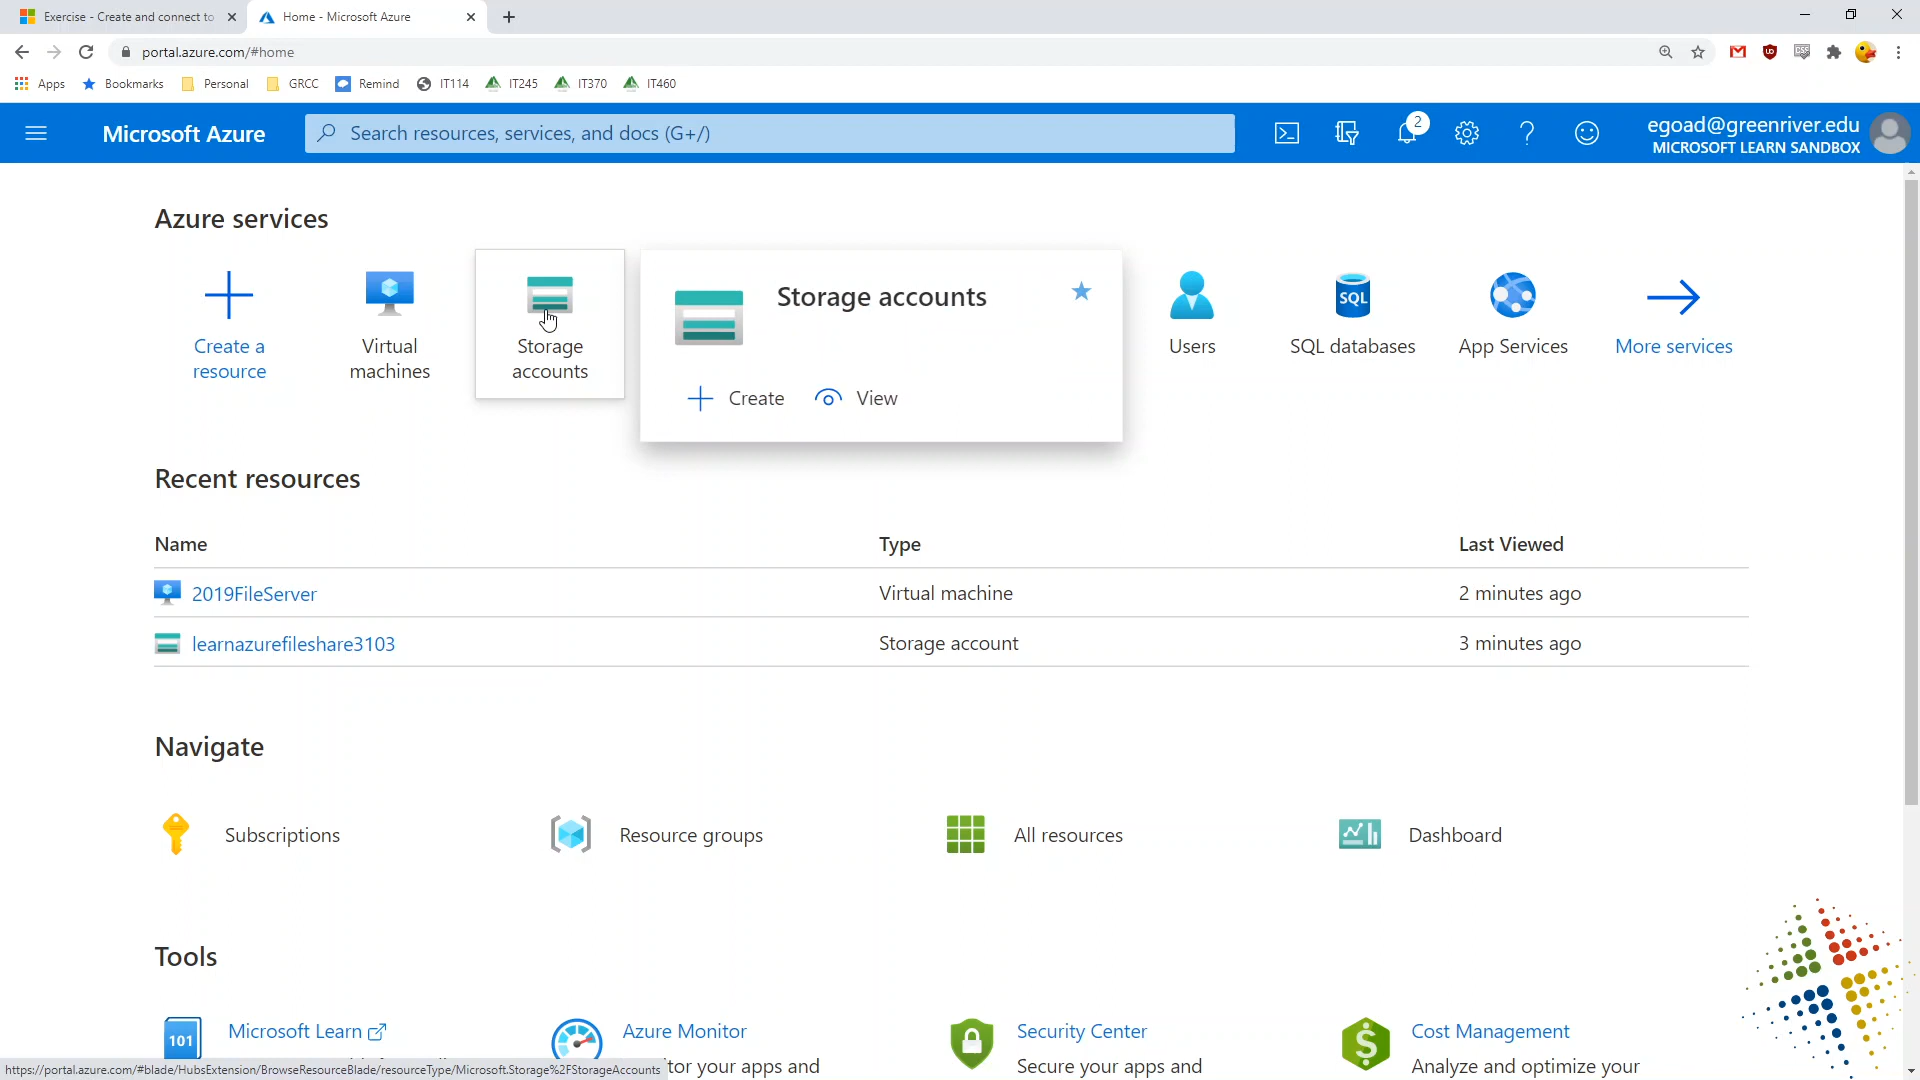 Exercise - Create and connect to
Home - Microsoft Azure
portal.azure.com/#home
Apps
Bookmarks
Personal
GRCC
Remind
IT114
IT245
IT370
IT460
Microsoft Azure
Search resources, services, and docs (G+/)
2
egoad@greenriver.edu
MICROSOFT LEARN SANDBOX
Azure services
Create a
resource
Virtual
machines
Storage
accounts
Storage accounts
Create
View
Users
SQL
SQL databases
App Services
More services
Recent resources
Name
Type
Last Viewed
2019FileServer
Virtual machine
2 minutes ago
learnazurefileshare3103
Storage account
3 minutes ago
Navigate
Subscriptions
Resource groups
All resources
Dashboard
Tools
101
Microsoft Learn
Azure Monitor
tor your apps and
Security Center
Secure your apps and
$
Cost Management
Analyze and optimize your
https://portal.azure.com/#blade/HubsExtension/BrowseResourceBlade/resourceType/Microsoft.Storage%2FStorageAccounts